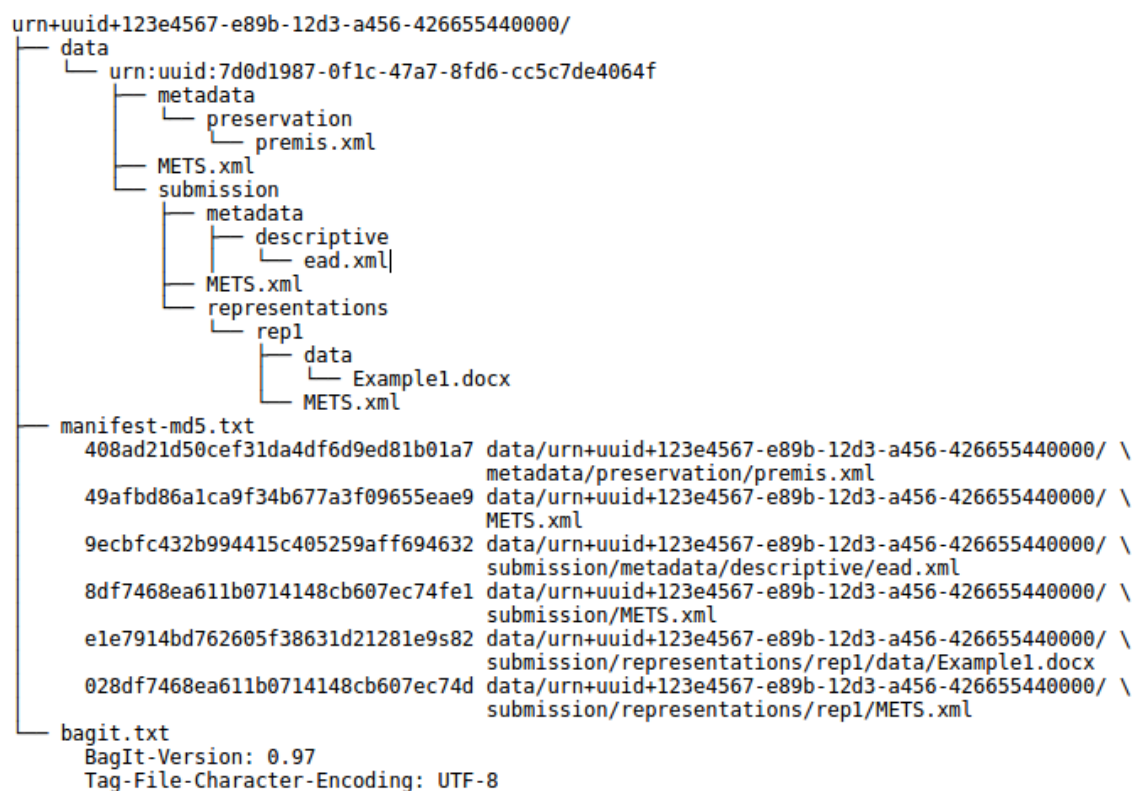 urn+uuid+123e4567-e89b-12d3-a456-426655440000/
├── data
│   └── urn:uuid:7d0d1987-0f1c-47a7-8fd6-cc5c7de4064f
│       ├── metadata
│       │   └── preservation
│       │       └── premis.xml
│       ├── METS.xml
│       └── submission
│           ├── metadata
│           │   ├── descriptive
│           │   │   └── ead.xml
│           ├── METS.xml
│           └── representations
│               └── rep1
│                   ├── data
│                   │   └── Example1.docx
│                   └── METS.xml
├── manifest-md5.txt
│     408ad21d50cef31da4df6d9ed81b01a7 data/urn+uuid+123e4567-e89b-12d3-a456-426655440000/ \
│                                      metadata/preservation/premis.xml
│     49afbd86a1ca9f34b677a3f09655eae9 data/urn+uuid+123e4567-e89b-12d3-a456-426655440000/ \
│                                      METS.xml
│     9ecbfc432b994415c405259aff694632 data/urn+uuid+123e4567-e89b-12d3-a456-426655440000/ \
│                                      submission/metadata/descriptive/ead.xml
│     8df7468ea611b0714148cb607ec74fe1 data/urn+uuid+123e4567-e89b-12d3-a456-426655440000/ \
│                                      submission/METS.xml
│     e1e7914bd762605f38631d21281e9s82 data/urn+uuid+123e4567-e89b-12d3-a456-426655440000/ \
│                                      submission/representations/rep1/data/Example1.docx
│     028df7468ea611b0714148cb607ec74d data/urn+uuid+123e4567-e89b-12d3-a456-426655440000/ \
│                                      submission/representations/rep1/METS.xml
└── bagit.txt
      BagIt-Version: 0.97
      Tag-File-Character-Encoding: UTF-8